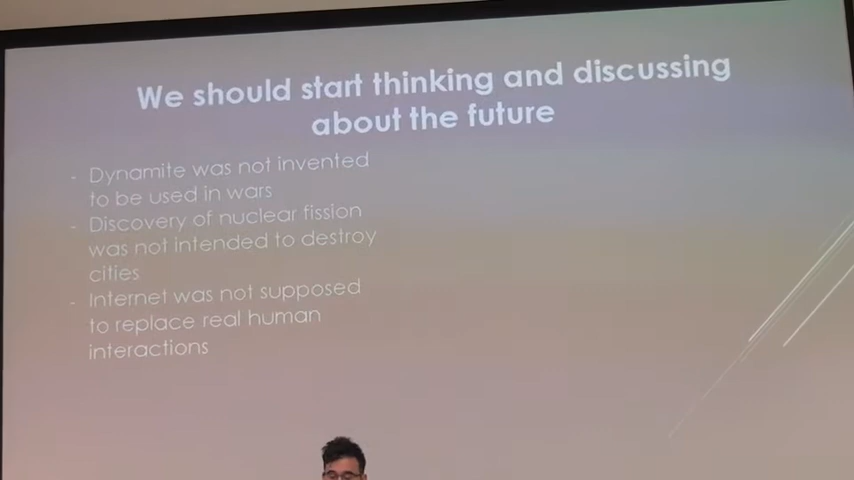 We should start thinking and discussing
about the future
- Dynamite was not invented
to be used in wars
- Discovery of nuclear fission
was not intended to destroy
cities
- Internet was not supposed
to replace real human
interactions